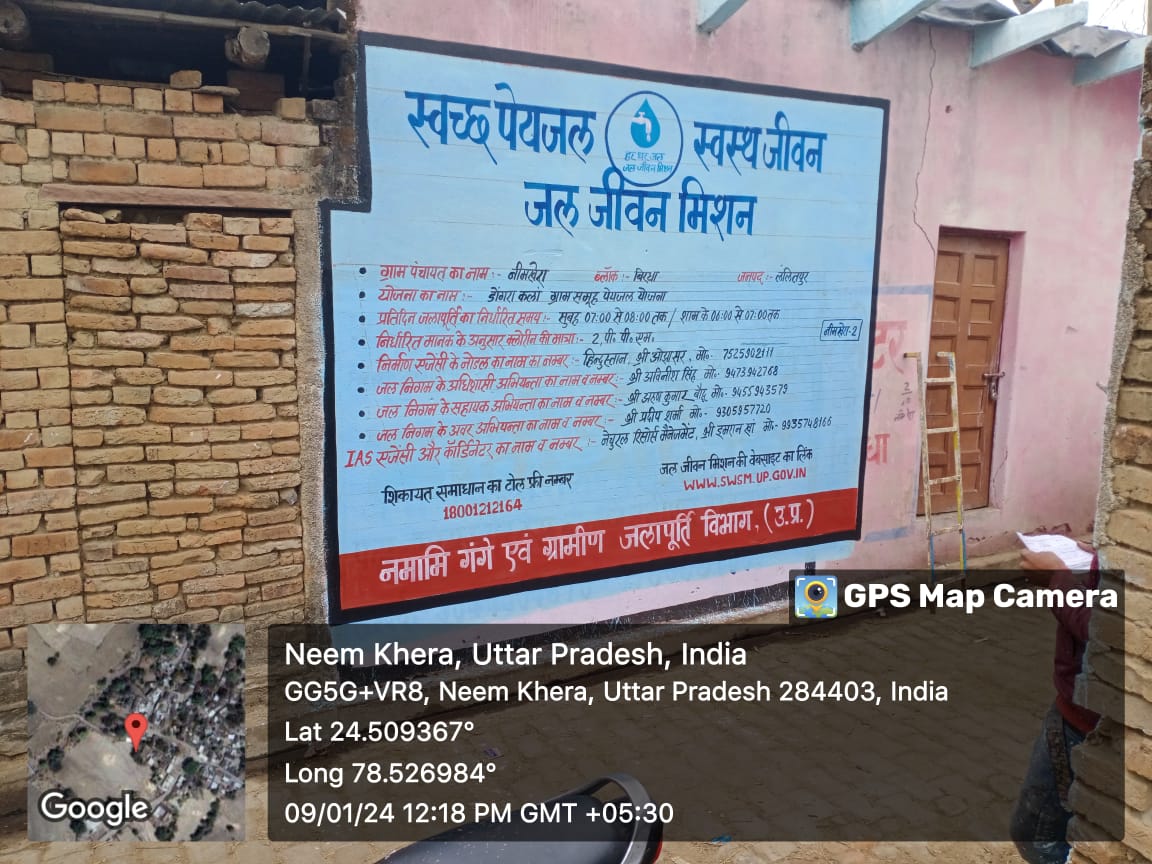 स्वच्छ पेयजल स्वस्थ जीवन
हर घर जल
जल जीवन मिशन
जल जीवन मिशन
• ग्राम पंचायत का नाम :- नीमखेरा ब्लॉक :- बिरधा जनपद :- ललितपुर
• योजना का नाम :- डोंगरा कलाँ ग्राम समूह पेयजल योजना
• प्रतिदिन जलापूर्ति का निर्धारित समय :- सुबह 07:00 से 08:00 तक / शाम के 06:00 से 07:00 तक
• निर्धारित मानक के अनुसार क्लोरीन की मात्रा :- 2. पी. पी. एम.
नीमखेरा-2
• निर्माण एजेंसी के नोडल का नाम का नम्बर :- हिन्दुस्तान, श्री मो. 7525902111
• जल निगम के अधिशासी अभियन्ता का नाम व नम्बर :- श्री अविनीश सिंह मो. 9473942768
• जल निगम के सहायक अभियन्ता का नाम व नम्बर :- श्री कुमार मो. 9455943579
• जल निगम के अवर अभियन्ता का नाम व नम्बर :- श्री प्रदीप शर्मा मो.- 9305957720
IAS एजेंसी और कॉर्डिनेटर का नाम व नम्बर :- नेचुरल रिसोर्स मैनेजमेंट, श्री इमरान खां मो.- 9935748166
शिकायत समाधान का टोल फ्री नम्बर
18001212164
जल जीवन मिशन की वेबसाइट का लिंक
WWW.SWSM.UP.GOV.IN
नमामि गंगे एवं ग्रामीण जलापूर्ति विभाग, (उ.प्र.)
GPS Map Camera
Neem Khera, Uttar Pradesh, India
GG5G+VR8, Neem Khera, Uttar Pradesh 284403, India
Lat 24.509367°
Long 78.526984°
09/01/24 12:18 PM GMT +05:30
Google